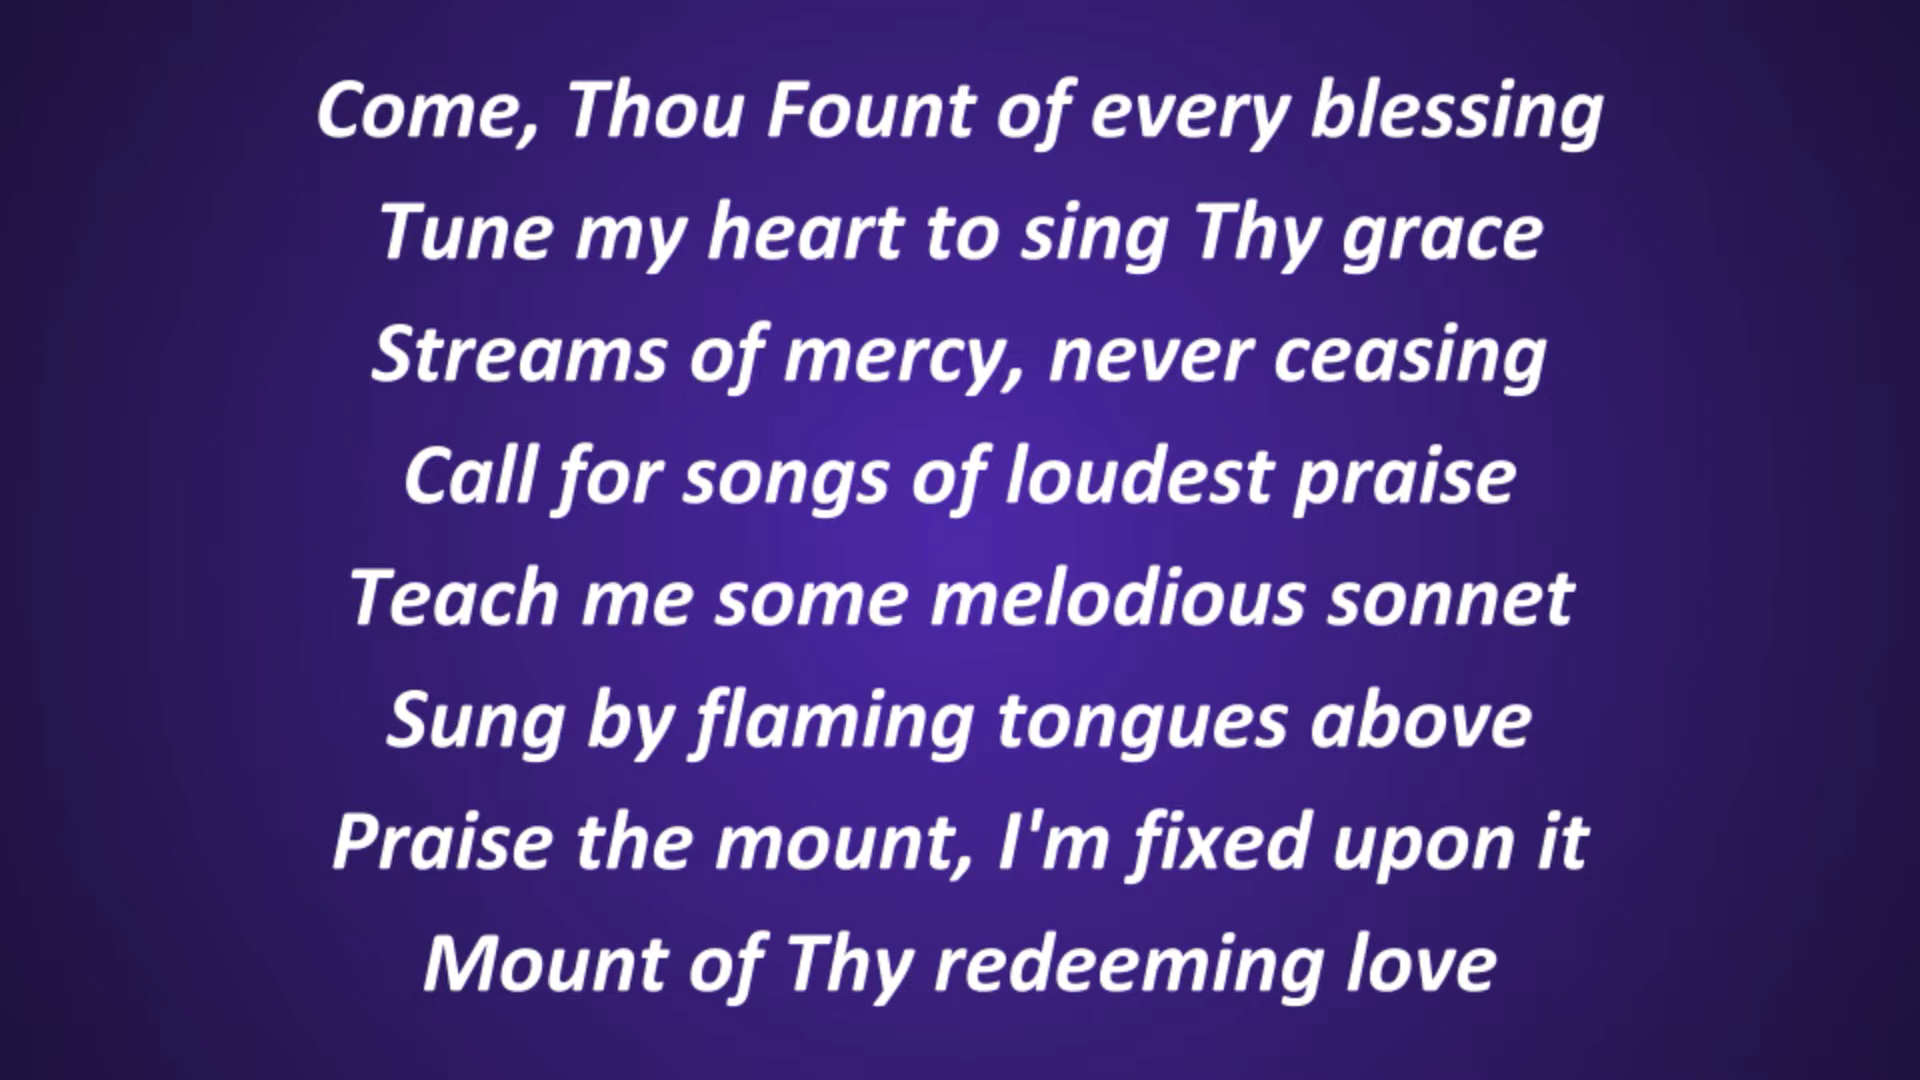 Come, Thou Fount of every blessing
Tune my heart to sing Thy grace
Streams of mercy, never ceasing
Call for songs of loudest praise
Teach me some melodious sonnet
Sung by flaming tongues above
Praise the mount, I'm fixed upon it
Mount of Thy redeeming love